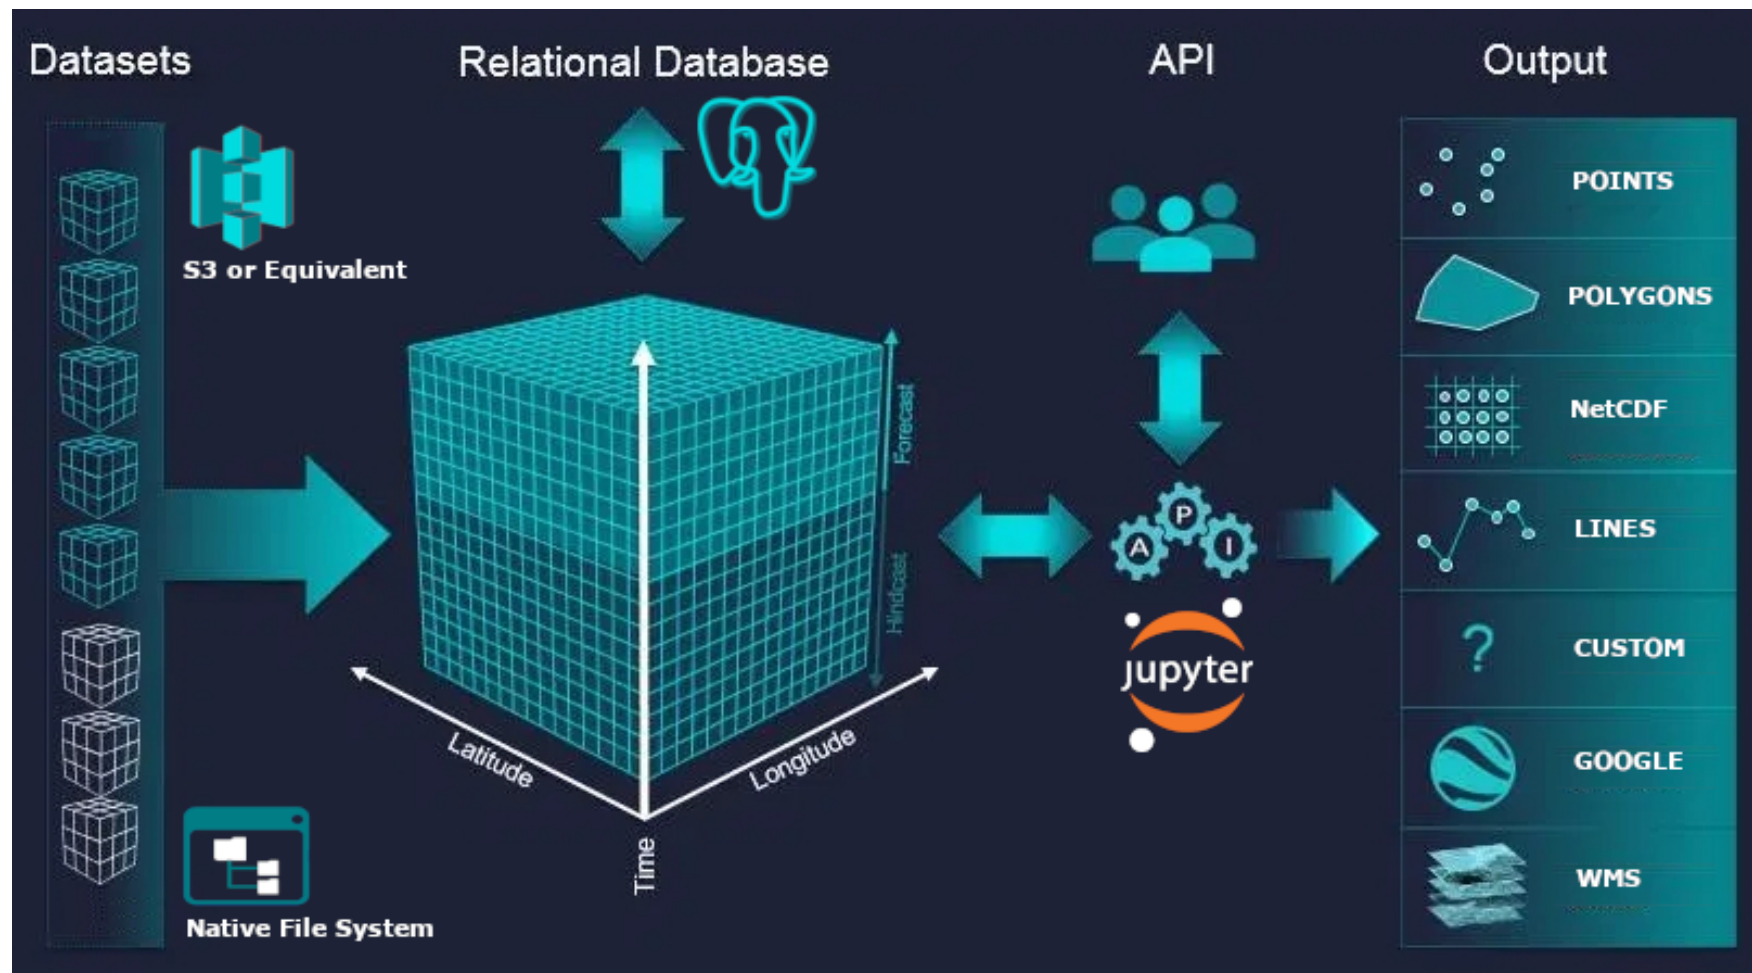 Datasets
Relational Database
API
Output
S3 or Equivalent
Native File System
Forecast
Hindcast
Latitude
Longitude
Time
A P I
jupyter
POINTS
POLYGONS
NetCDF
LINES
?
CUSTOM
GOOGLE
WMS